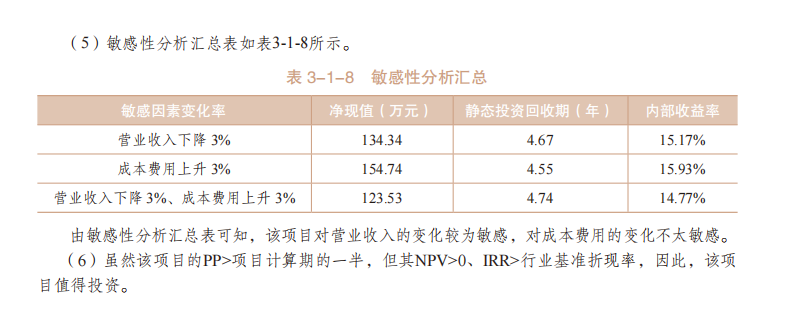 （5）敏感性分析汇总表如表3-1-8所示。
表 3-1-8 敏感性分析汇总
敏感因素变化率 净现值（万元） 静态投资回收期（年） 内部收益率
营业收入下降 3% 134.34 4.67 15.17%
成本费用上升 3% 154.74 4.55 15.93%
营业收入下降 3%、成本费用上升 3% 123.53 4.74 14.77%
由敏感性分析汇总表可知，该项目对营业收入的变化较为敏感，对成本费用的变化不太敏感。
（6）虽然该项目的PP>项目计算期的一半，但其NPV>0、IRR>行业基准折现率，因此，该项
目值得投资。